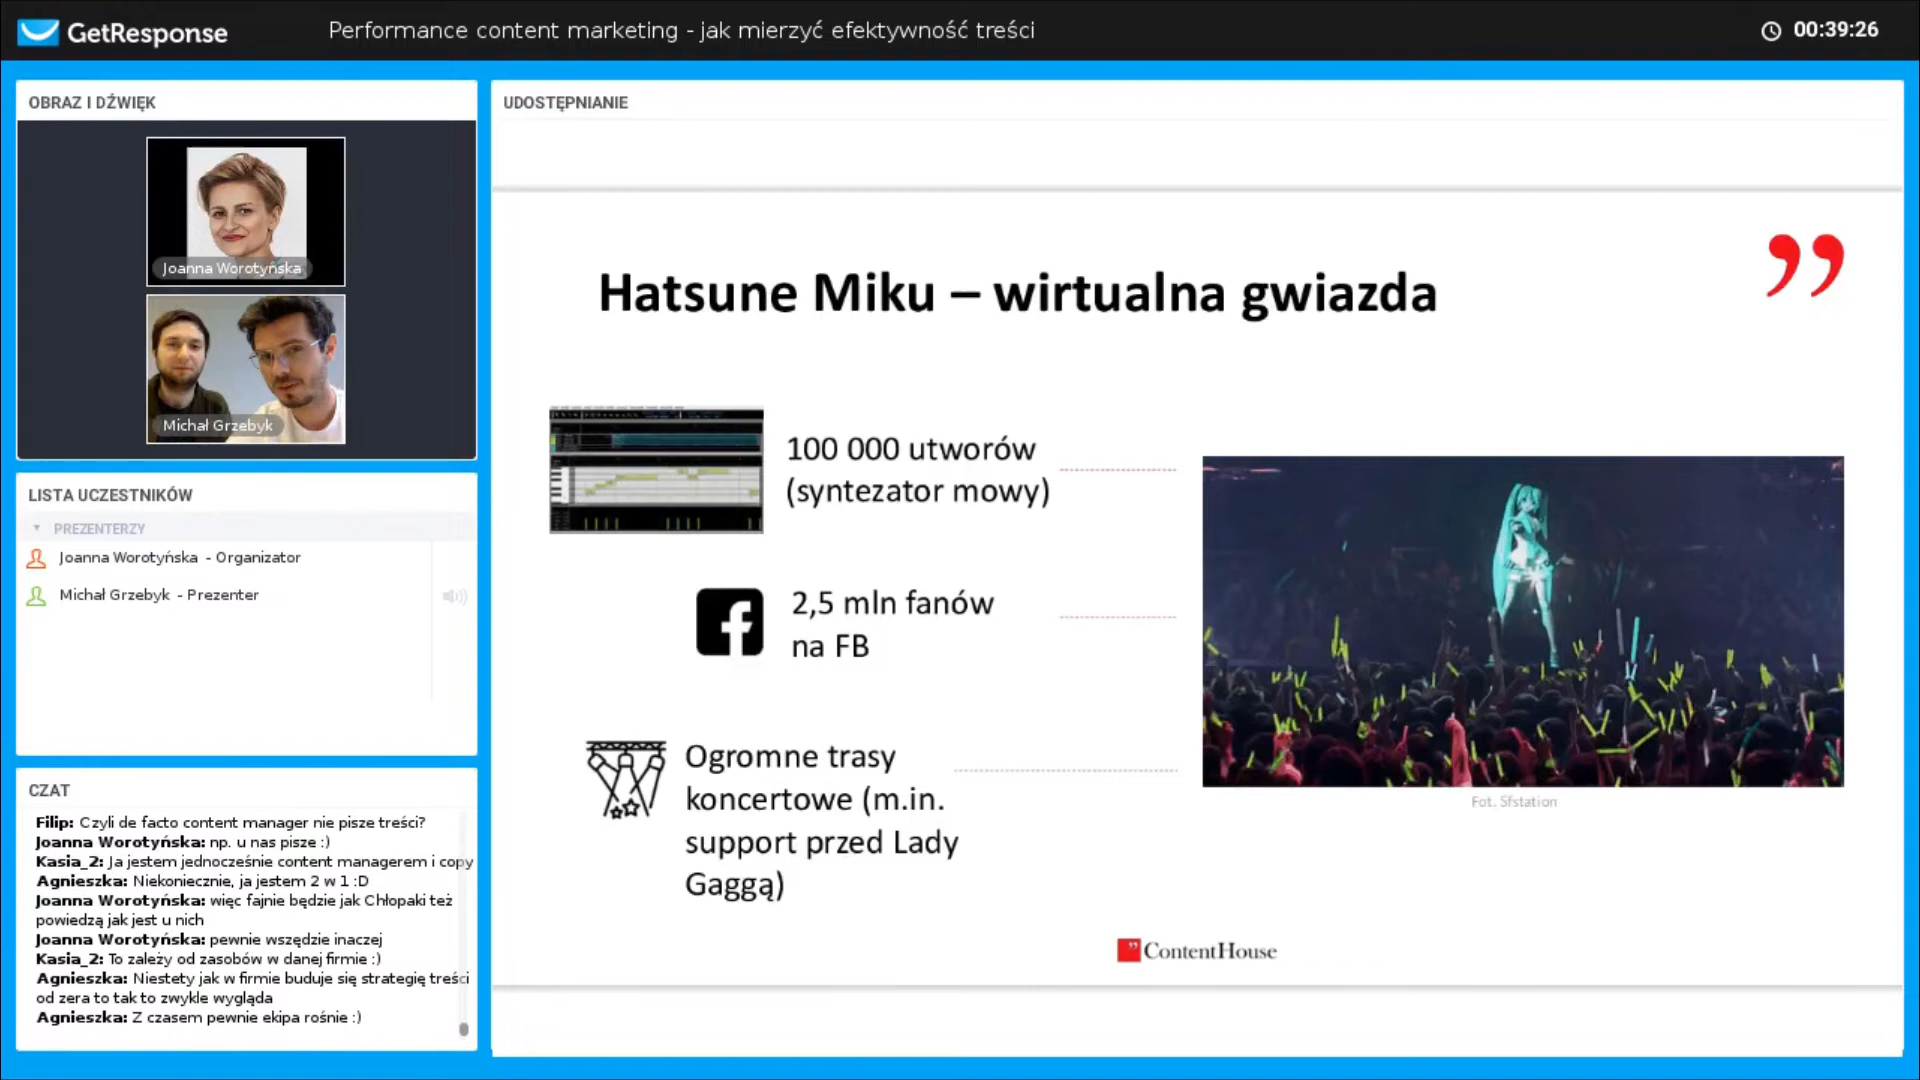 GetResponse
Performance content marketing - jak mierzyć efektywność treści
00:39:26
OBRAZ I DŹWIĘK
Joanna Worotyńska
Michał Grzebyk
LISTA UCZESTNIKÓW
PREZENTERZY
Joanna Worotyńska - Organizator
Michał Grzebyk - Prezenter
CZAT
Filip: Czyli de facto content manager nie pisze treści?
Joanna Worotyńska: np. u nas pisze :)
Kasia_2: Ja jestem jednocześnie content managerem i copy
Agnieszka: Niekoniecznie, ja jestem 2 w 1 :D
Joanna Worotyńska: więc fajnie będzie jak Chłopaki też
powiedzą jak jest u nich
Joanna Worotyńska: pewnie wszędzie inaczej
Kasia_2: To zależy od zasobów w danej firmie :)
Agnieszka: Niestety jak w firmie buduje się strategię treści
od zera to tak to zwykle wygląda
Agnieszka: Z czasem pewnie ekipa rośnie :)
UDOSTĘPNIANIE
Hatsune Miku – wirtualna gwiazda
100 000 utworów
(syntezator mowy)
2,5 mln fanów
na FB
Ogromne trasy
koncertowe (m.in.
support przed Lady
Gaggą)
Fot. Sfstation
ContentHouse